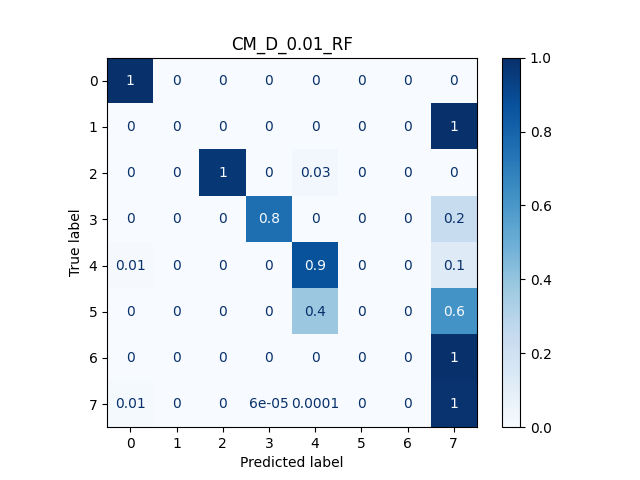 CM_D_0.01_RF
True label
0 1 0 0 0 0 0 0 0
1 0 0 0 0 0 0 0 1
2 0 0 1 0 0.03 0 0 0
3 0 0 0 0.8 0 0 0 0.2
4 0.01 0 0 0 0.9 0 0 0.1
5 0 0 0 0 0.4 0 0 0.6
6 0 0 0 0 0 0 0 1
7 0.01 0 0 6e-05 0.0001 0 0 1
0 1 2 3 4 5 6 7
Predicted label
1.0
0.8
0.6
0.4
0.2
0.0